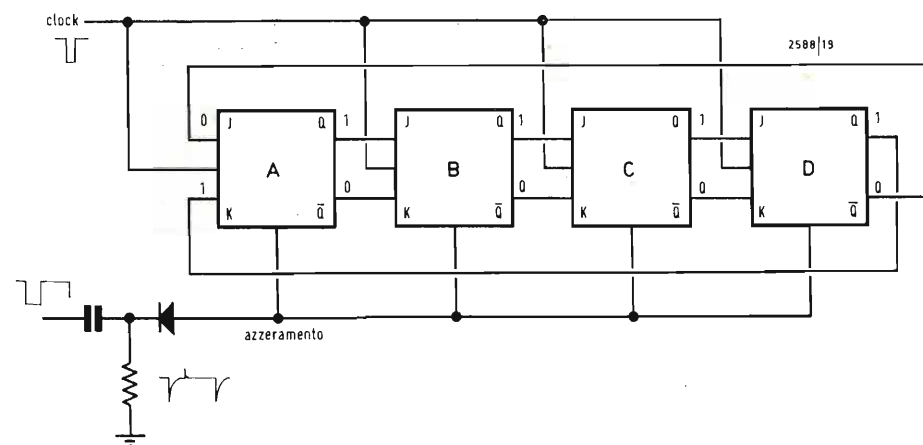 clock
2588|19
0 J Q 1 J Q 1 J Q 1 J Q 1
A B C D
1 K Q̅ 0 K Q̅ 0 K Q̅ 0 K Q̅ 0
azzeramento